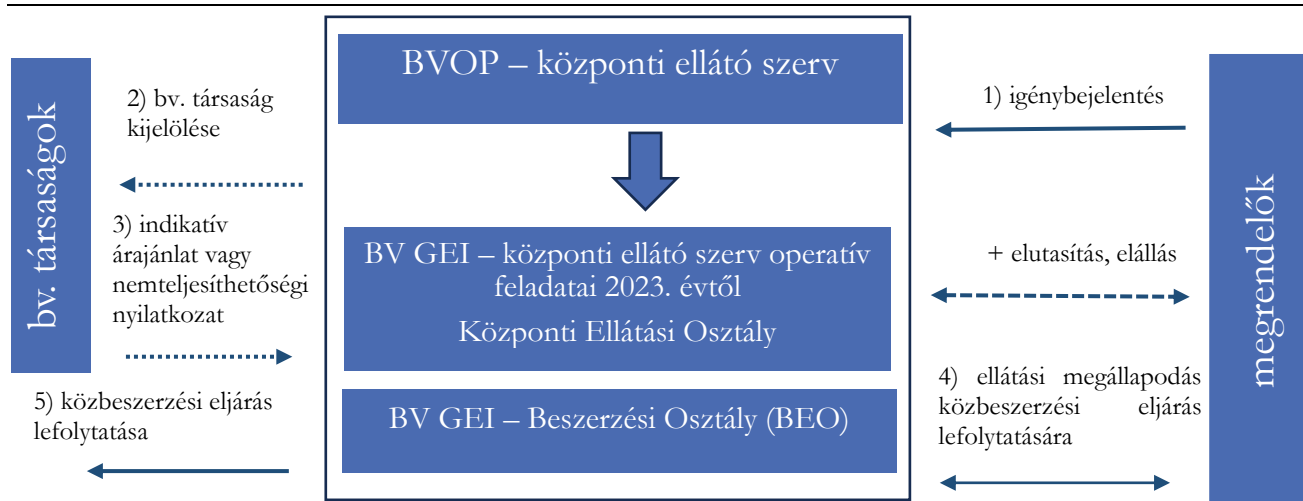 BVOP – központi ellátó szerv
bv. társaságok
2) bv. társaság
kijelölése
1) igénybejelentés
3) indikatív
árajánlat vagy
nemteljesíthetőségi
nyilatkozat
BV GEI – központi ellátó szerv operatív
feladatai 2023. évtől
Központi Ellátási Osztály
+ elutasítás, elállás
megrendelők
5) közbeszerzési eljárás
lefolytatása
BV GEI – Beszerzési Osztály (BEO)
4) ellátási megállapodás
közbeszerzési eljárás
lefolytatására